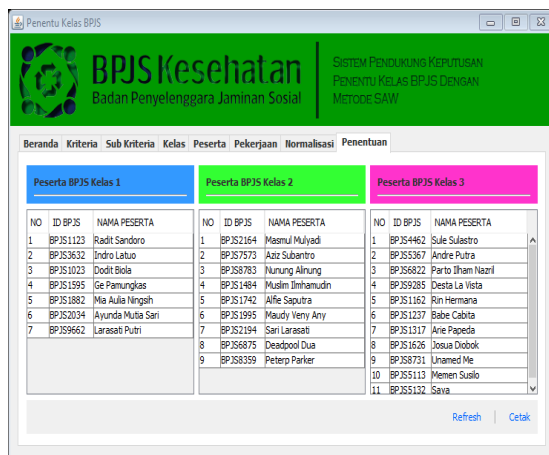 Penentu Kelas BPJS
BPJS Kesehatan
Badan Penyelenggara Jaminan Sosial
SISTEM PENDUKUNG KEPUTUSAN
PENENTU KELAS BPJS DENGAN
METODE SAW
Beranda Kriteria Sub Kriteria Kelas Peserta Pekerjaan Normalisasi Penentuan
Peserta BPJS Kelas 1
NO ID BPJS NAMA PESERTA
1 BPJS1123 Radit Sandoro
2 BPJS3632 Indro Latuo
3 BPJS1023 Dodit Biola
4 BPJS1595 Ge Pamungkas
5 BPJS1882 Mia Aulia Ningsih
6 BPJS2034 Ayunda Mutia Sari
7 BPJS9662 Larasati Putri
Peserta BPJS Kelas 2
NO ID BPJS NAMA PESERTA
1 BPJS2164 Masmul Mulyadi
2 BPJS7573 Aziz Subantro
3 BPJS8783 Nunung Alinung
4 BPJS1484 Muslim Ilmhamudin
5 BPJS1742 Alfie Saputra
6 BPJS1995 Maudy Veny Any
7 BPJS2194 Sari Larasati
8 BPJS6875 Deadpool Dua
9 BPJS8359 Peterp Parker
Peserta BPJS Kelas 3
NO ID BPJS NAMA PESERTA
1 BPJS4462 Sule Sulastro
2 BPJS5367 Andre Putra
3 BPJS6822 Parto Ilham Nazril
4 BPJS9285 Desta La Vista
5 BPJS1162 Rin Hermana
6 BPJS1237 Babe Cabita
7 BPJS1317 Arie Papeda
8 BPJS1626 Josua Diobok
9 BPJS8731 Unamed Me
10 BPJS5113 Memen Susilo
11 BPJS5132 Sava
Refresh Cetak